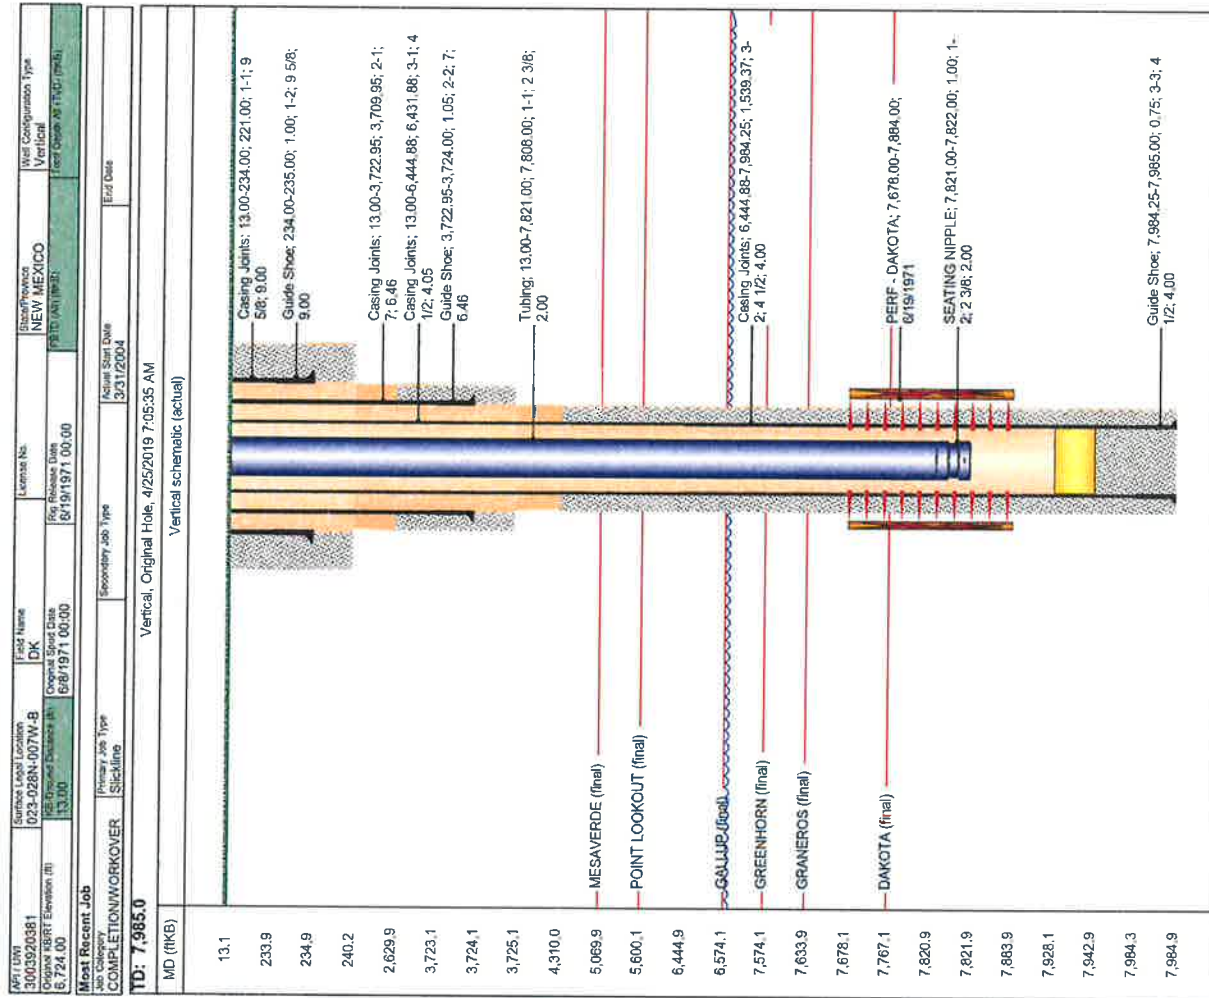 API / UWI
3003920381
Surface Legal Location
023-028N-007W-B
Field Name
DK
License No.
State/Province
NEW MEXICO
Well Configuration Type
Vertical
Original KB/RT Elevation (ft)
6,724.00
KB-Ground Distance (ft)
13.00
Original Spud Date
6/8/1971 00:00
Rig Release Date
6/19/1971 00:00
PBTD (All) (ftKB)
Total Depth All (TVD) (ftKB)
Most Recent Job
Job Category
COMPLETION/WORKOVER
Primary Job Type
Slickline
Secondary Job Type
Actual Start Date
3/31/2004
End Date
TD: 7,985.0
Vertical, Original Hole, 4/25/2019 7:05:35 AM
MD (ftKB)
Vertical schematic (actual)
13.1
233.9
234.9
240.2
2,629.9
3,723.1
3,724.1
3,725.1
4,310.0
5,069.9
5,600.1
6,444.9
6,574.1
7,574.1
7,633.9
7,678.1
7,767.1
7,820.9
7,821.9
7,883.9
7,928.1
7,942.9
7,984.3
7,984.9
MESAVERDE (final)
POINT LOOKOUT (final)
GALLUP (final)
GREENHORN (final)
GRANEROS (final)
DAKOTA (final)
Casing Joints; 13.00-234.00; 221.00; 1-1; 9
5/8; 9.00
Guide Shoe; 234.00-235.00; 1.00; 1-2; 9 5/8;
9.00
Casing Joints; 13.00-3,722.95; 3,709.95; 2-1;
7; 6.46
Casing Joints; 13.00-6,444.88; 6,431.88; 3-1; 4
1/2; 4.05
Guide Shoe; 3,722.95-3,724.00; 1.05; 2-2; 7;
6.46
Tubing; 13.00-7,821.00; 7,808.00; 1-1; 2 3/8;
2.00
Casing Joints; 6,444.88-7,984.25; 1,539.37; 3-
2; 4 1/2; 4.00
PERF - DAKOTA; 7,678.00-7,884.00;
6/19/1971
SEATING NIPPLE; 7,821.00-7,822.00; 1.00; 1-
2; 2 3/8; 2.00
Guide Shoe; 7,984.25-7,985.00; 0.75; 3-3; 4
1/2; 4.00